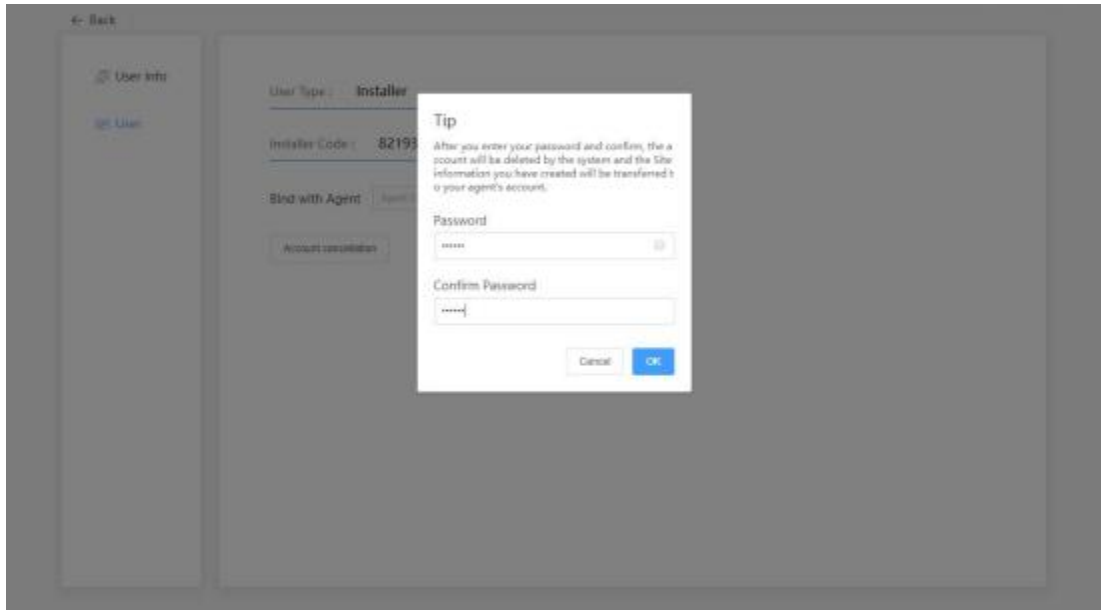 ← Back
User Info
User
User Type : Installer
Installer Code : 82193
Bind with Agent
Account cancellation
Tip
After you enter your password and confirm, the a
ccount will be deleted by the system and the Site
information you have created will be transferred t
o your agent's account.
Password
••••••
Confirm Password
••••••
Cancel OK